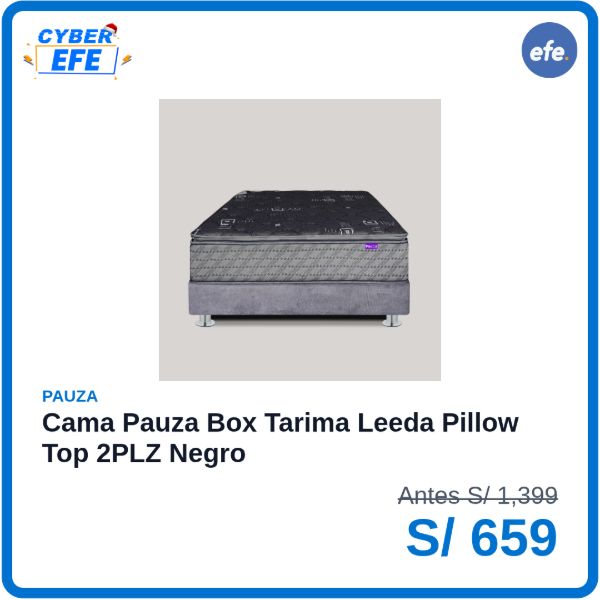 CYBER
EFE
efe.
PAUZA
Cama Pauza Box Tarima Leeda Pillow
Top 2PLZ Negro
Antes S/ 1,399
S/ 659